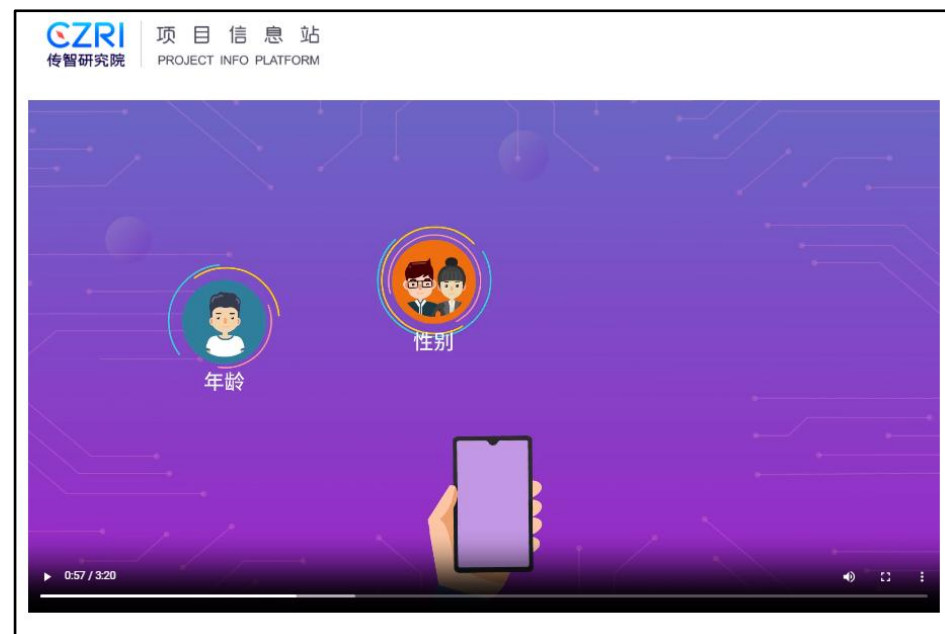 CZRI
传智研究院
项目信息站
PROJECT INFO PLATFORM
性别
年龄
0:57 / 3:20